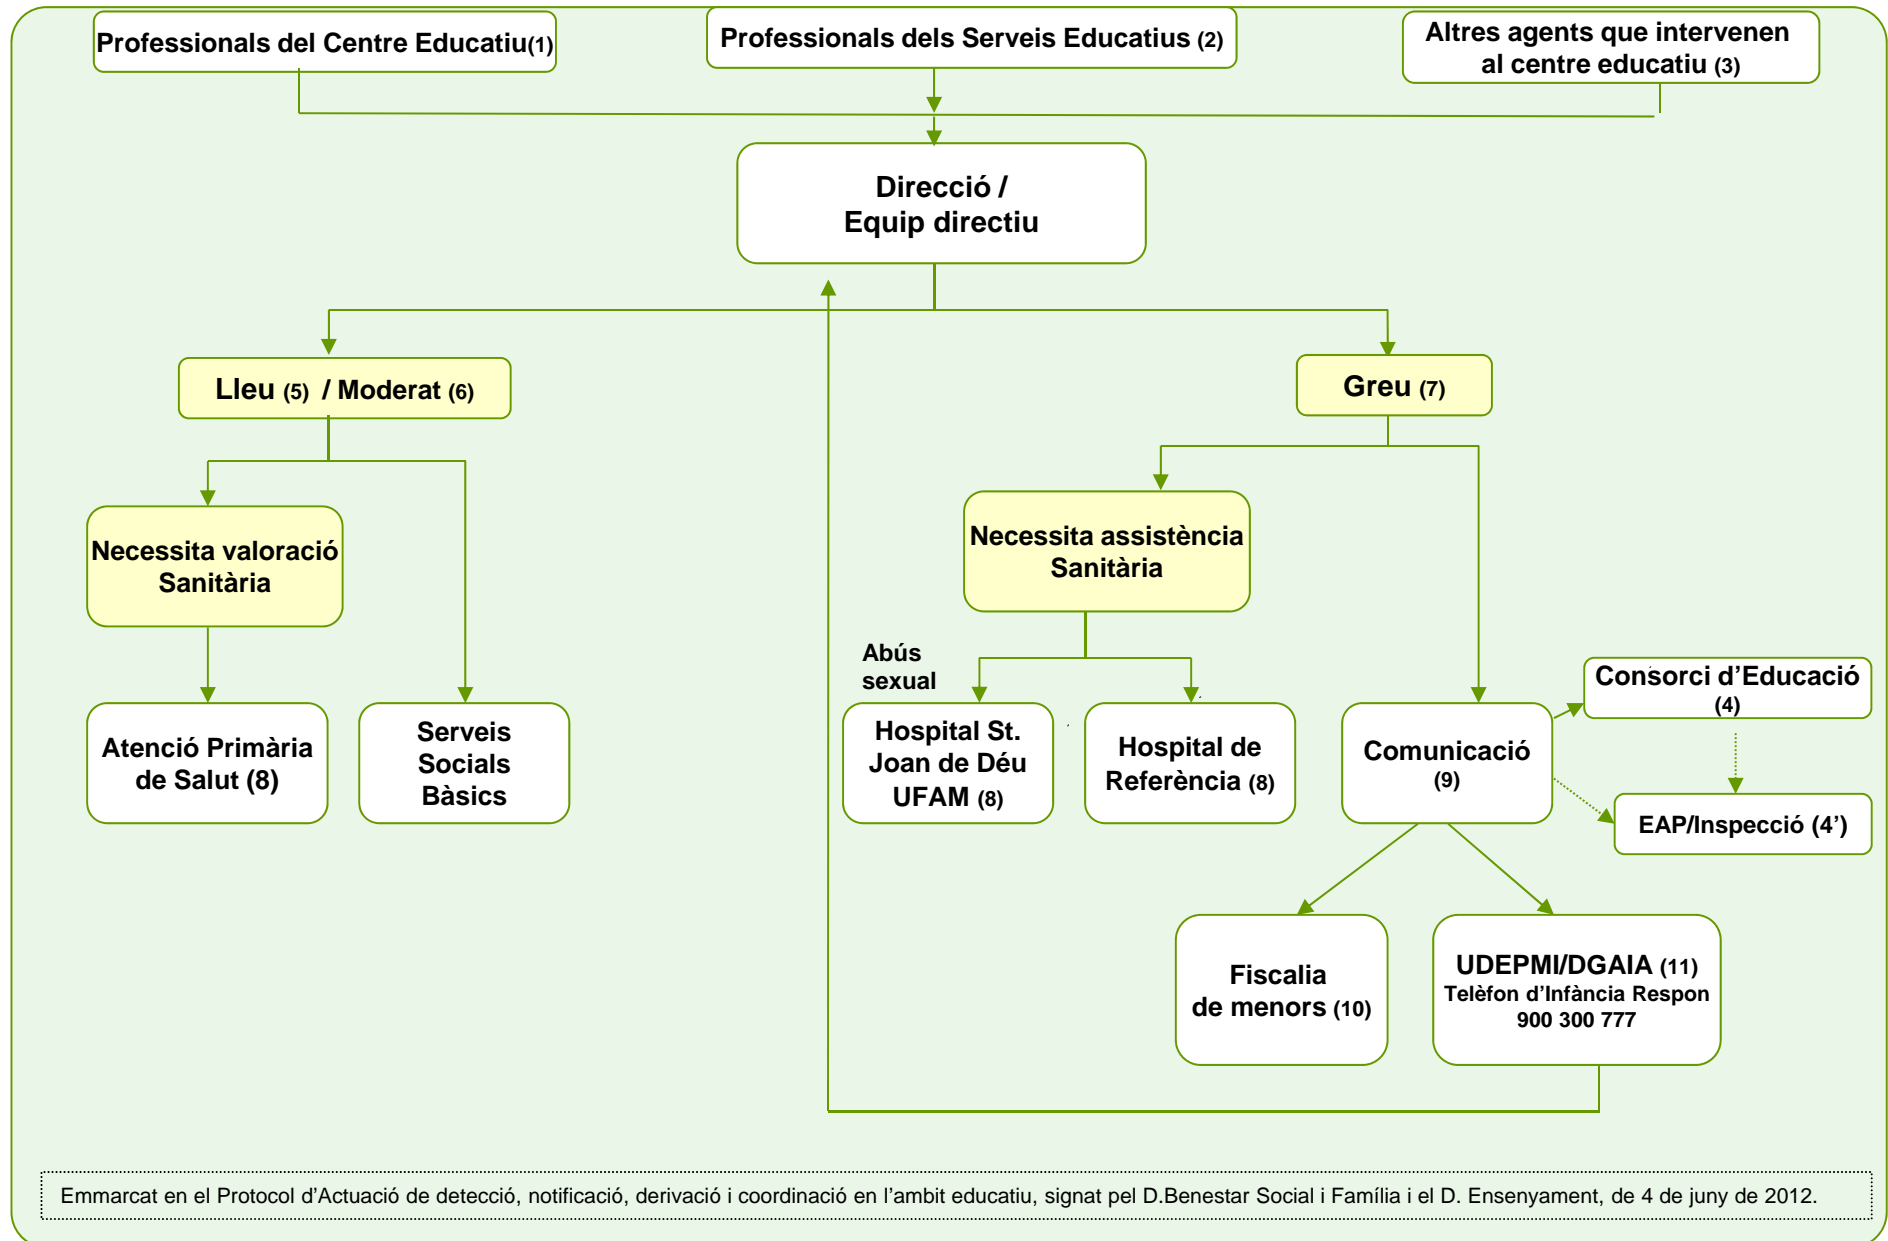 Professionals del Centre Educatiu(1)
Professionals dels Serveis Educatius (2)
Altres agents que intervenen
al centre educatiu (3)
Direcció /
Equip directiu
Lleu (5) / Moderat (6)
Greu (7)
Necessita valoració
Sanitària
Necessita assistència
Sanitària
Abús
sexual
Consorci d’Educació
(4)
Atenció Primària
de Salut (8)
Serveis
Socials
Bàsics
Hospital St.
Joan de Déu
UFAM (8)
Hospital de
Referència (8)
Comunicació
(9)
EAP/Inspecció (4’)
Fiscalia
de menors (10)
UDEPMI/DGAIA (11)
Telèfon d’Infància Respon
900 300 777
Emmarcat en el Protocol d’Actuació de detecció, notificació, derivació i coordinació en l’ambit educatiu, signat pel D.Benestar Social i Família i el D. Ensenyament, de 4 de juny de 2012.